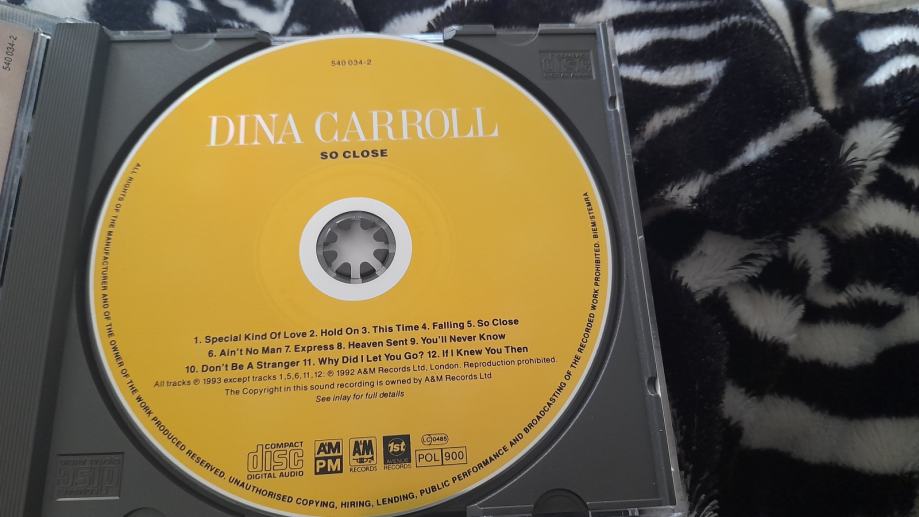 540 034-2
540 034-2
DINA CARROLL
SO CLOSE
1. Special Kind Of Love 2. Hold On 3. This Time 4. Falling 5. So Close
6. Ain't No Man 7. Express 8. Heaven Sent 9. You'll Never Know
10. Don't Be A Stranger 11. Why Did I Let You Go? 12. If I Knew You Then
All tracks ℗ 1993 except tracks 1,5,6,11,12: ℗ 1992 A&M Records Ltd, London. Reproduction prohibited.
The Copyright in this sound recording is owned by A&M Records Ltd
See inlay for full details
ALL RIGHTS OF THE MANUFACTURER AND OF THE OWNER OF THE WORK PRODUCED RESERVED. UNAUTHORISED COPYING, HIRING, LENDING, PUBLIC PERFORMANCE AND BROADCASTING OF THE RECORDED WORK PROHIBITED. BIEM/STEMRA
COMPACT
disc
DIGITAL AUDIO
AM
PM
A&M
RECORDS
1st
AVENUE
RECORDS
LC 0485
POL 900